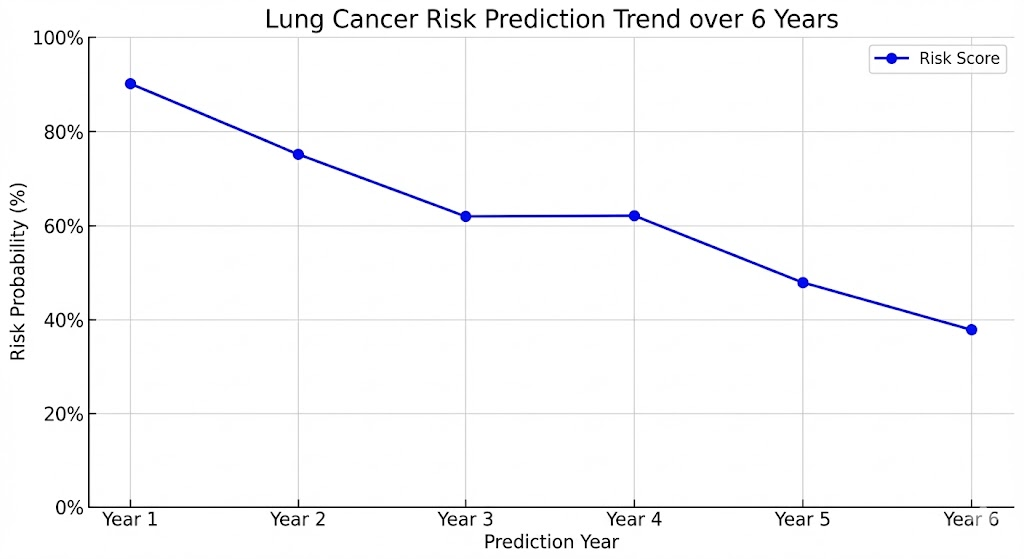 Lung Cancer Risk Prediction Trend over 6 Years
100%
Risk Score
80%
60%
40%
20%
0%
Risk Probability (%)
Year 1 Year 2 Year 3 Year 4 Year 5 Year 6
Prediction Year